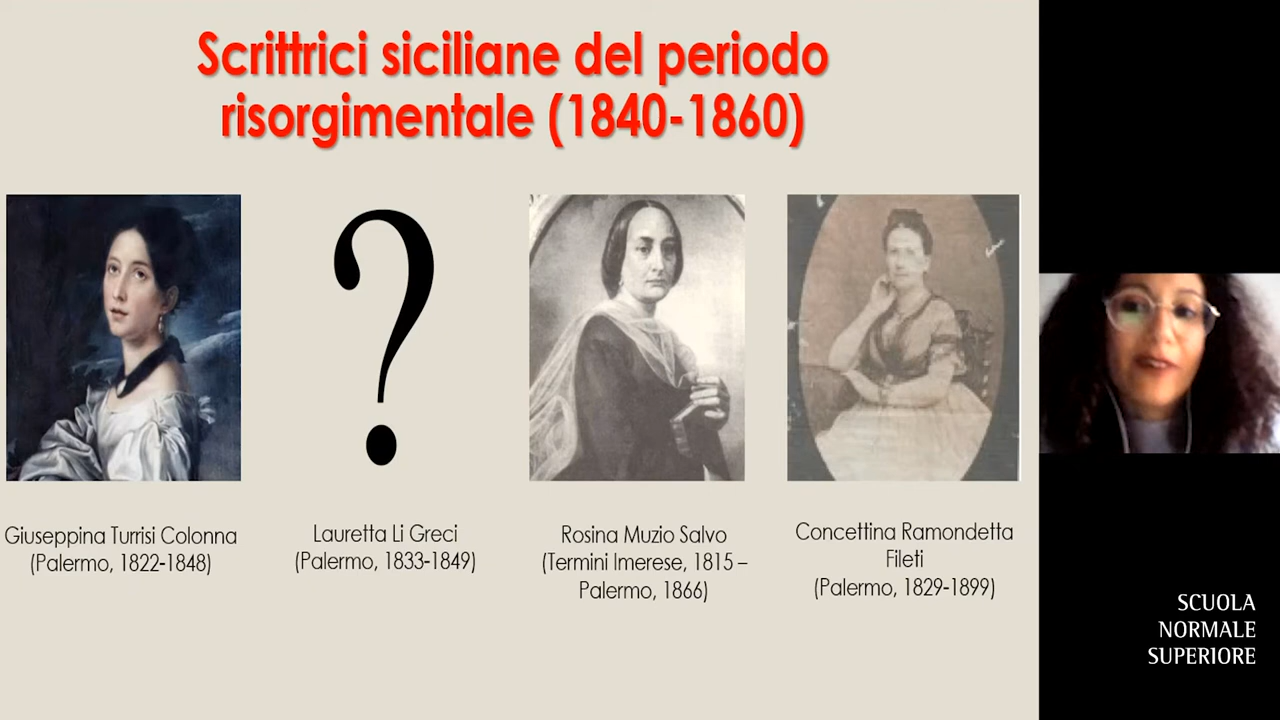 Scrittrici siciliane del periodo
risorgimentale (1840-1860)
?
Giuseppina Turrisi Colonna
(Palermo, 1822-1848)
Lauretta Li Greci
(Palermo, 1833-1849)
Rosina Muzio Salvo
(Termini Imerese, 1815 –
Palermo, 1866)
Concettina Ramondetta
Fileti
(Palermo, 1829-1899)
SCUOLA
NORMALE
SUPERIORE